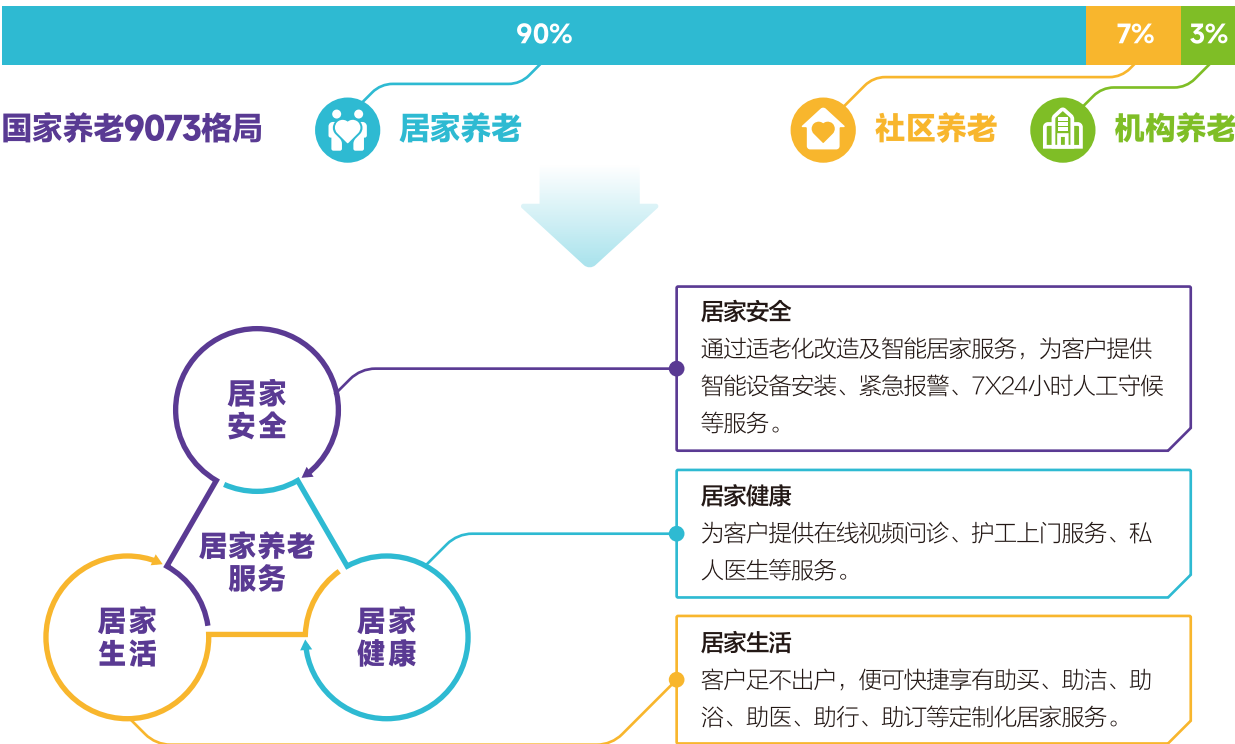 90%
7%
3%
国家养老9073格局
居家养老
社区养老
机构养老
居家
安全
居家养老
服务
居家
生活
居家
健康
居家安全
通过适老化改造及智能居家服务，为客户提供
智能设备安装、紧急报警、7X24小时人工守候
等服务。
居家健康
为客户提供在线视频问诊、护工上门服务、私
人医生等服务。
居家生活
客户足不出户，便可快捷享有助买、助洁、助
浴、助医、助行、助订等定制化居家服务。